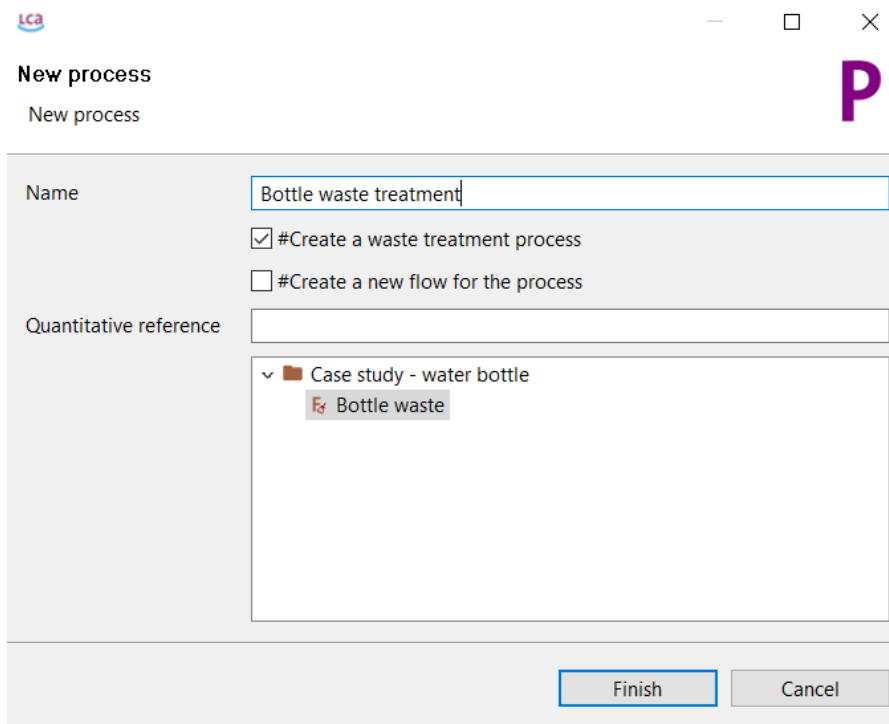 LCA
New process
New process
P
Name
Bottle waste treatment
#Create a waste treatment process
#Create a new flow for the process
Quantitative reference
Case study - water bottle
Bottle waste
Finish
Cancel